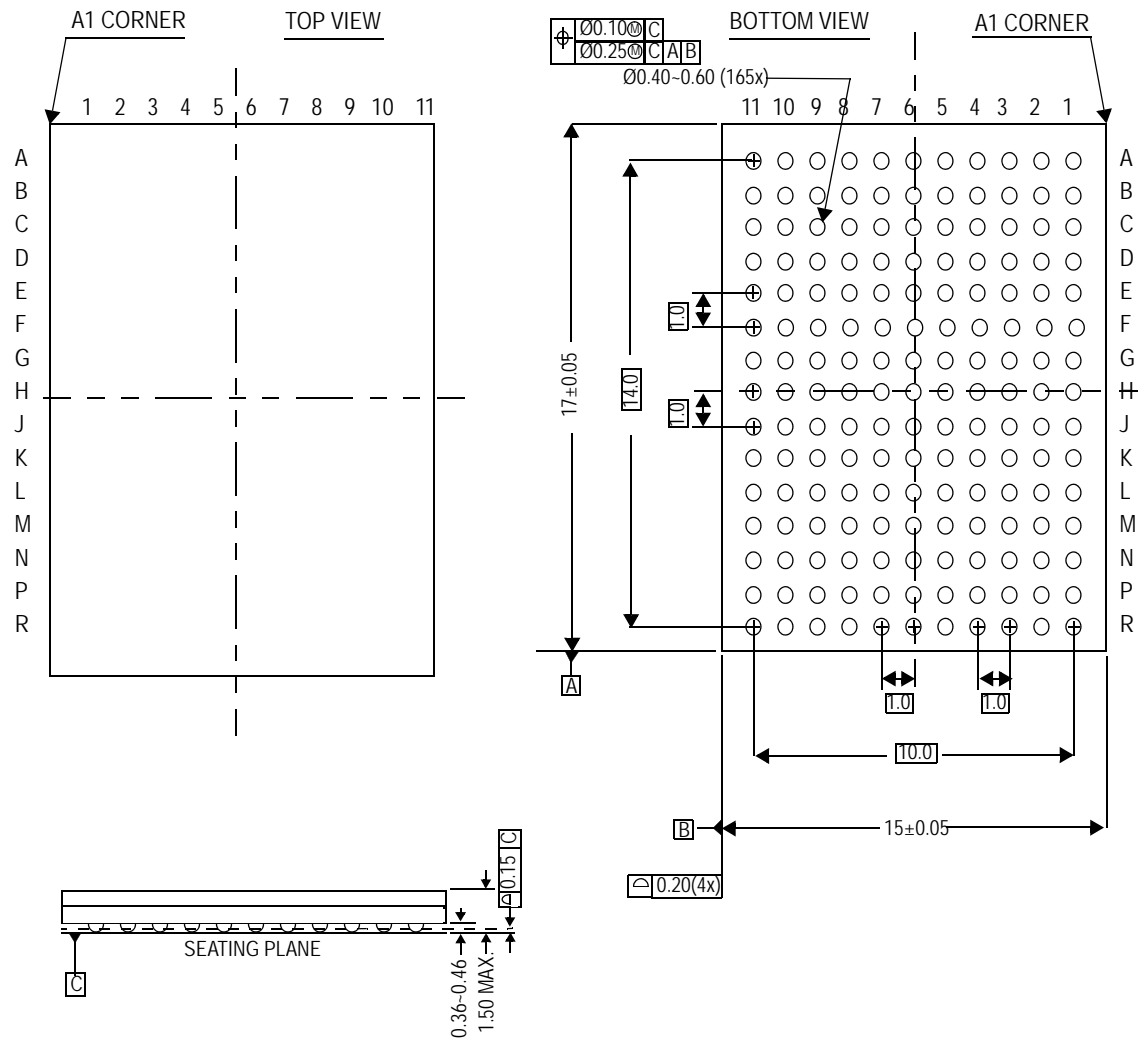 A1 CORNER
TOP VIEW
1 2 3 4 5 6 7 8 9 10 11
A
B
C
D
E
F
G
H
J
K
L
M
N
P
R
Ø0.10Ⓜ C
Ø0.25Ⓜ C A B
BOTTOM VIEW
A1 CORNER
Ø0.40~0.60 (165x)
11 10 9 8 7 6 5 4 3 2 1
A
B
C
D
E
F
G
H
J
K
L
M
N
P
R
1.0
1.0
14.0
17±0.05
A
1.0
1.0
10.0
B
15±0.05
0.20(4x)
0.15 C
SEATING PLANE
C
0.36~0.46
1.50 MAX.